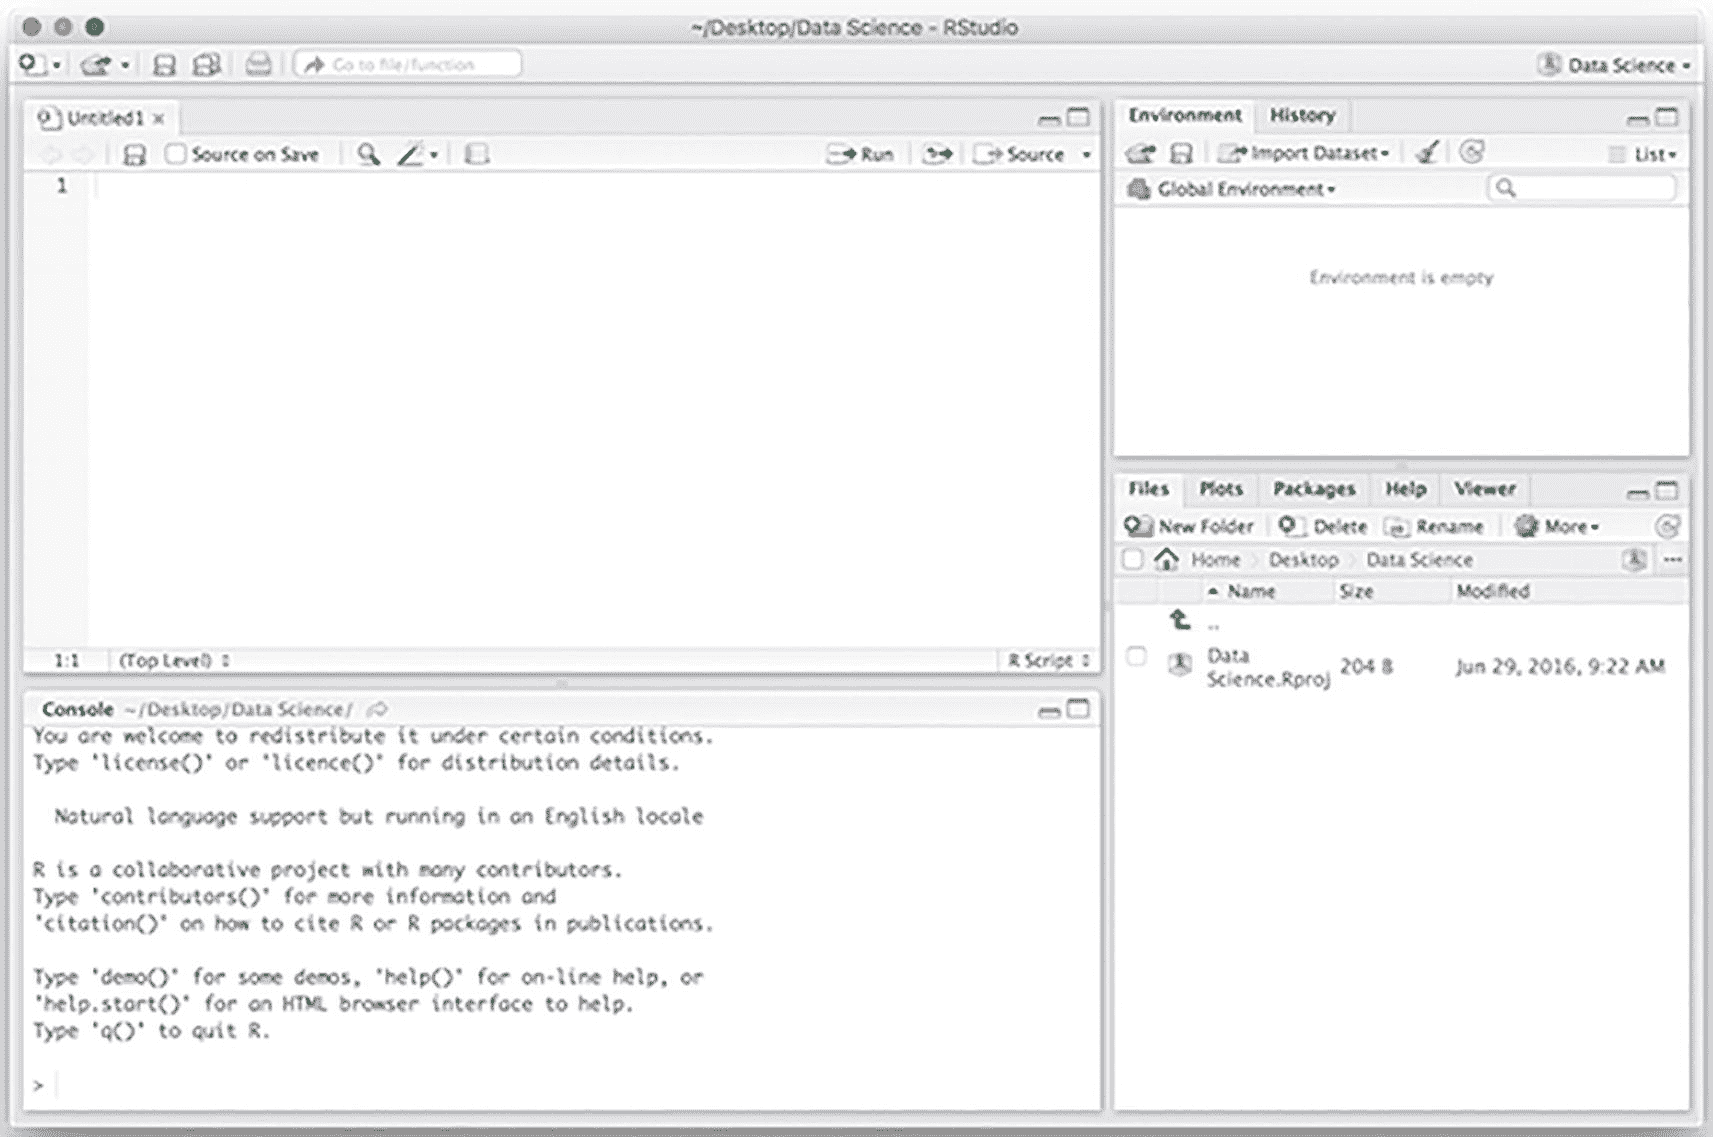 ~/Desktop/Data Science - RStudio
Go to file/function
Data Science
Untitled1
Source on Save
Run
Source
1
1:1
(Top Level)
R Script
Console ~/Desktop/Data Science/
You are welcome to redistribute it under certain conditions.
Type 'license()' or 'licence()' for distribution details.
Natural language support but running in an English locale
R is a collaborative project with many contributors.
Type 'contributors()' for more information and
'citation()' on how to cite R or R packages in publications.
Type 'demo()' for some demos, 'help()' for on-line help, or
'help.start()' for an HTML browser interface to help.
Type 'q()' to quit R.
>
Environment History
Import Dataset
List
Global Environment
Environment is empty
Files Plots Packages Help Viewer
New Folder Delete Rename More
Home Desktop Data Science
...
Name Size Modified
..
Data
Science.Rproj 204 B Jun 29, 2016, 9:22 AM